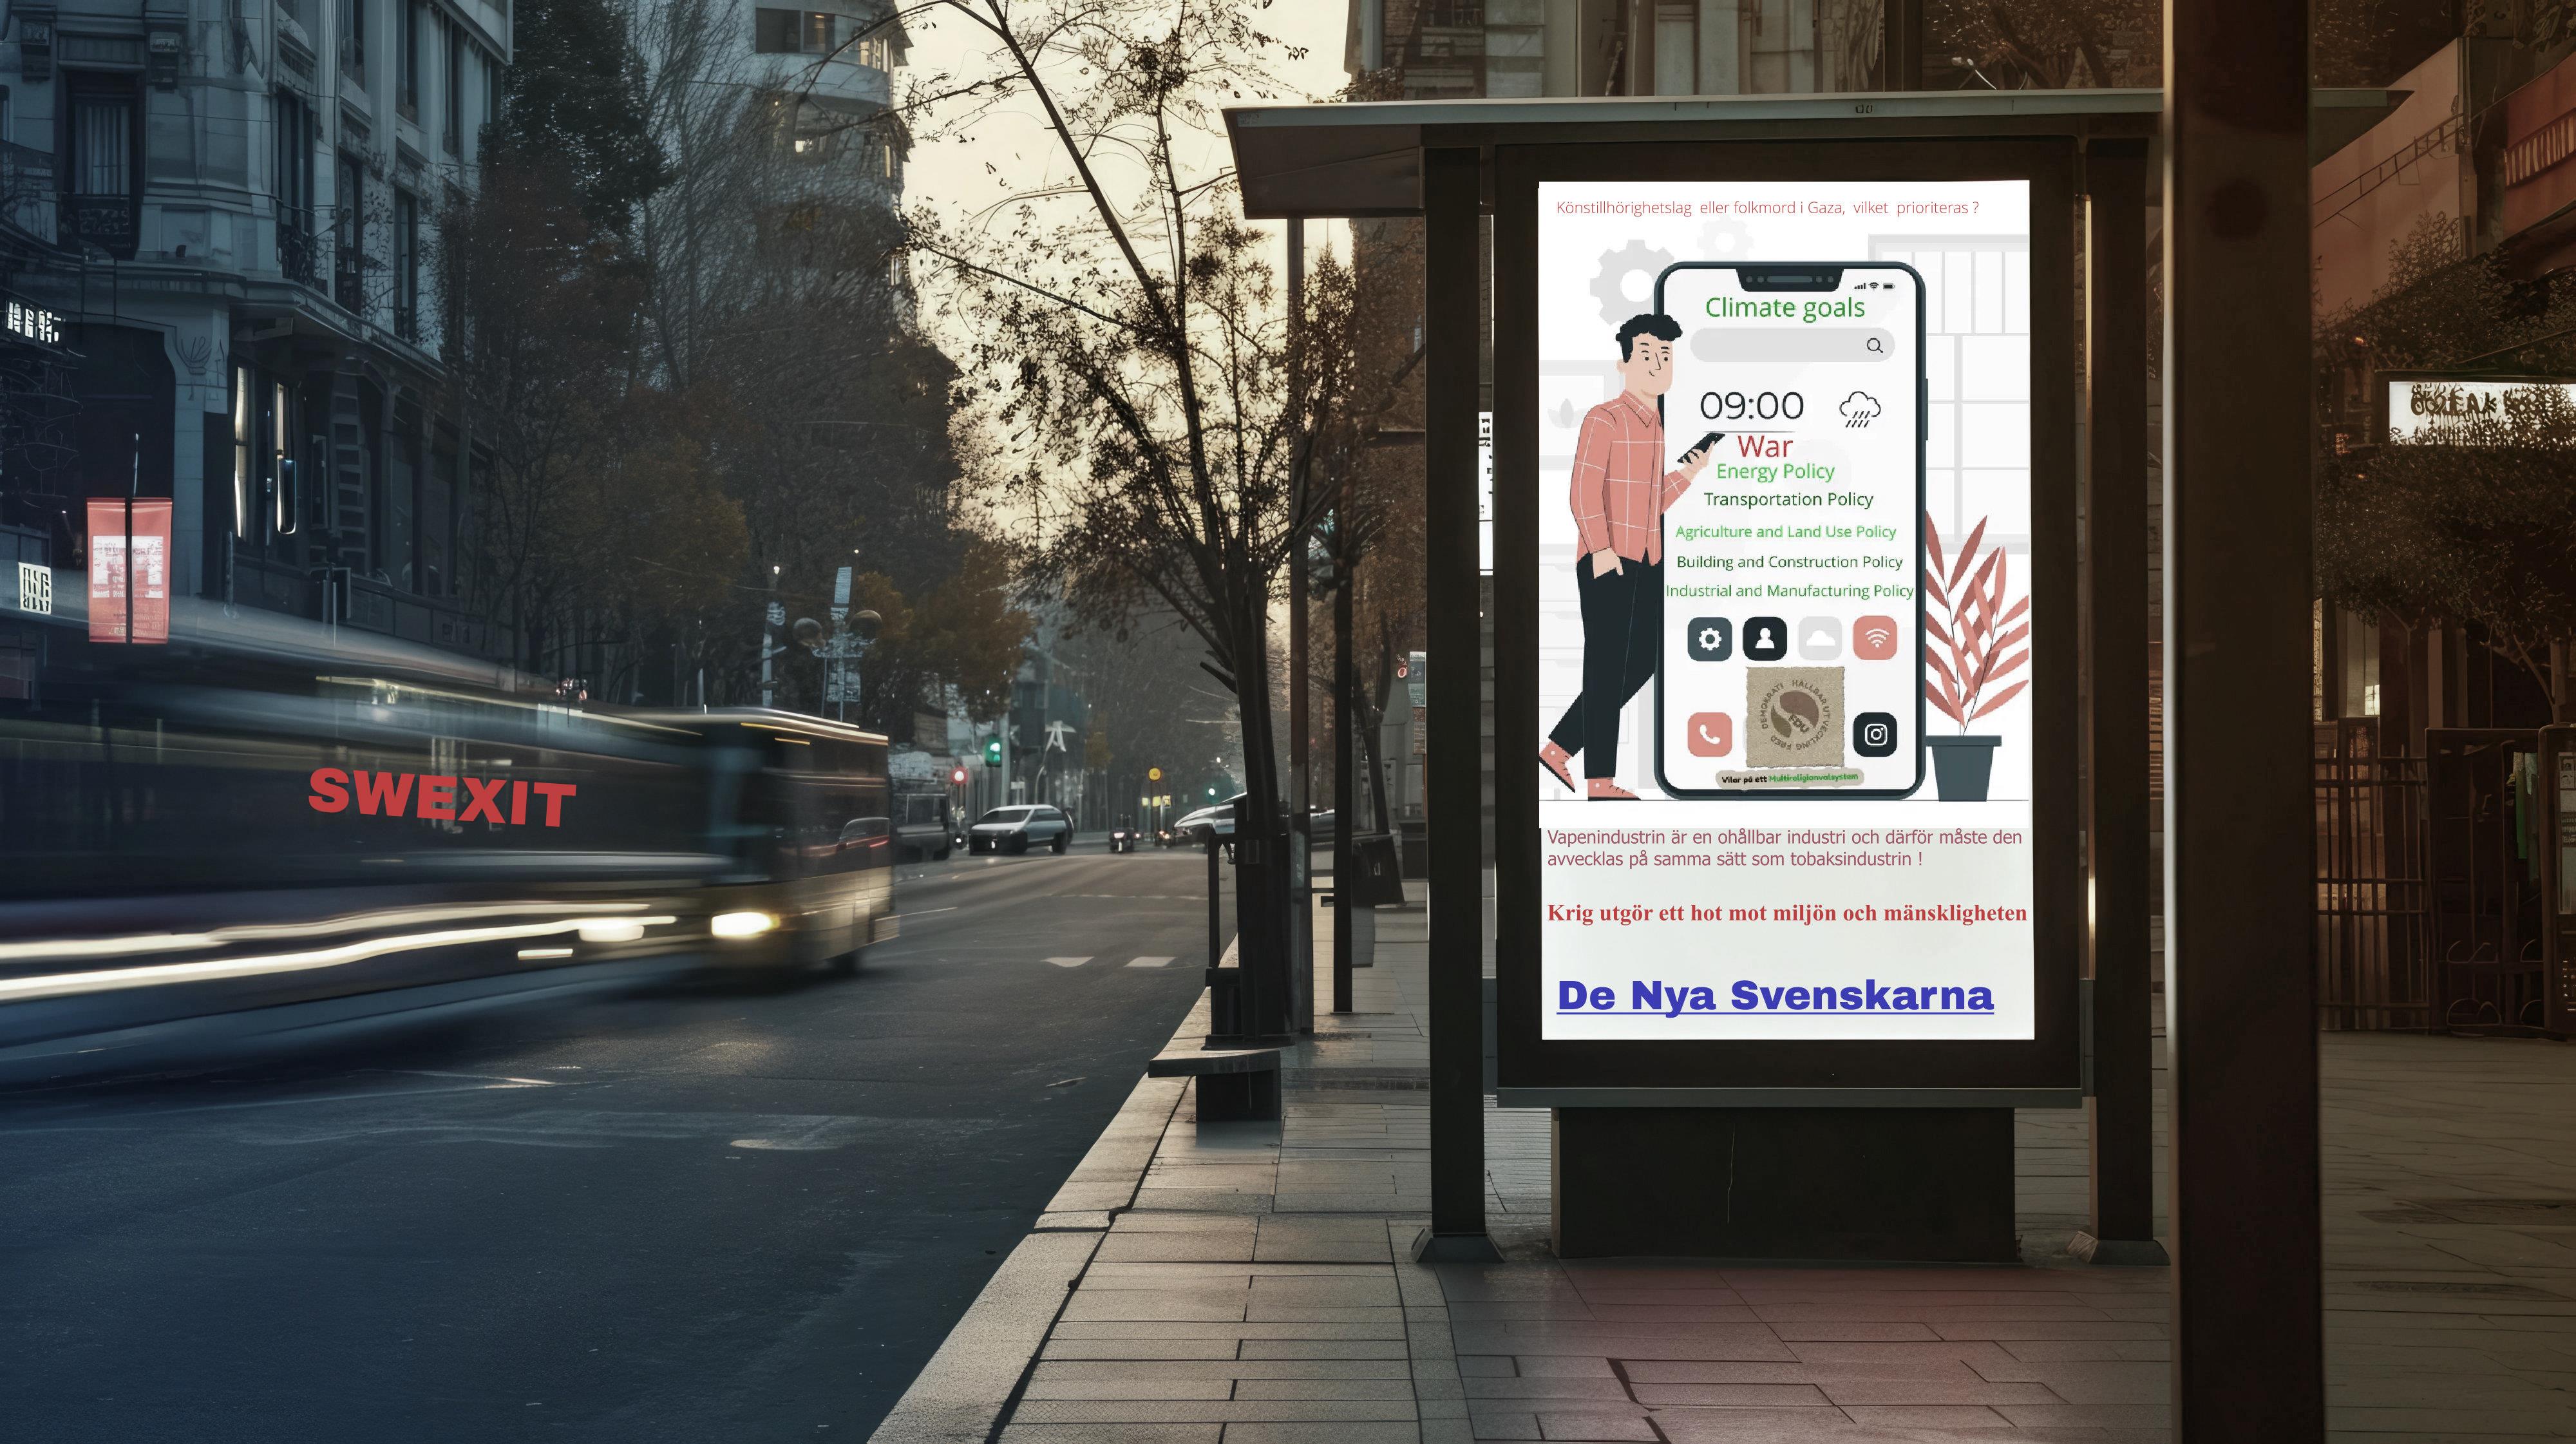 SWEXIT
Könstillhörighetslag eller folkmord i Gaza, vilket prioriteras ?
Climate goals
09:00
War
Energy Policy
Transportation Policy
Agriculture and Land Use Policy
Building and Construction Policy
Industrial and Manufacturing Policy
DEMOKRATI HÅLLBAR UTVECKLING FRED
FDU
Vilar på ett Multireligionvalsystem
Vapenindustrin är en ohållbar industri och därför måste den
avvecklas på samma sätt som tobaksindustrin !
Krig utgör ett hot mot miljön och mänskligheten
De Nya Svenskarna